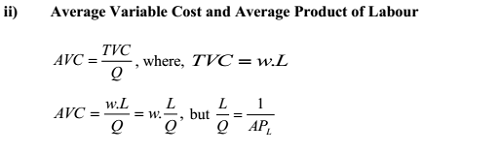 ii) Average Variable Cost and Average Product of Labour
AVC = TVC/Q, where, TVC = w.L
AVC = w.L/Q = w.L/Q, but L/Q = 1/AP_L